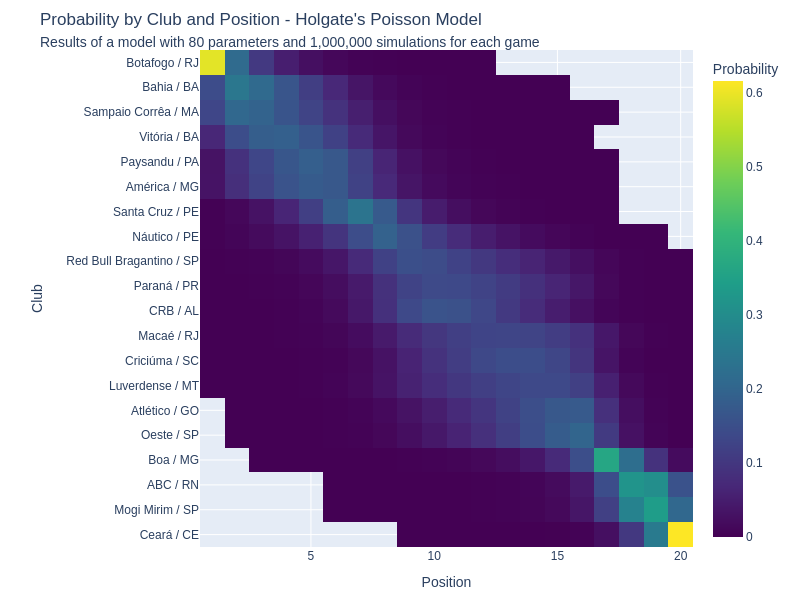 Probability by Club and Position - Holgate's Poisson Model
Results of a model with 80 parameters and 1,000,000 simulations for each game
Probability
Botafogo / RJ
Bahia / BA
Sampaio Corrêa / MA
Vitória / BA
Paysandu / PA
América / MG
Santa Cruz / PE
Náutico / PE
Red Bull Bragantino / SP
Paraná / PR
CRB / AL
Macaé / RJ
Criciúma / SC
Luverdense / MT
Atlético / GO
Oeste / SP
Boa / MG
ABC / RN
Mogi Mirim / SP
Ceará / CE
Club
0.6
0.5
0.4
0.3
0.2
0.1
0
5
10
15
20
Position